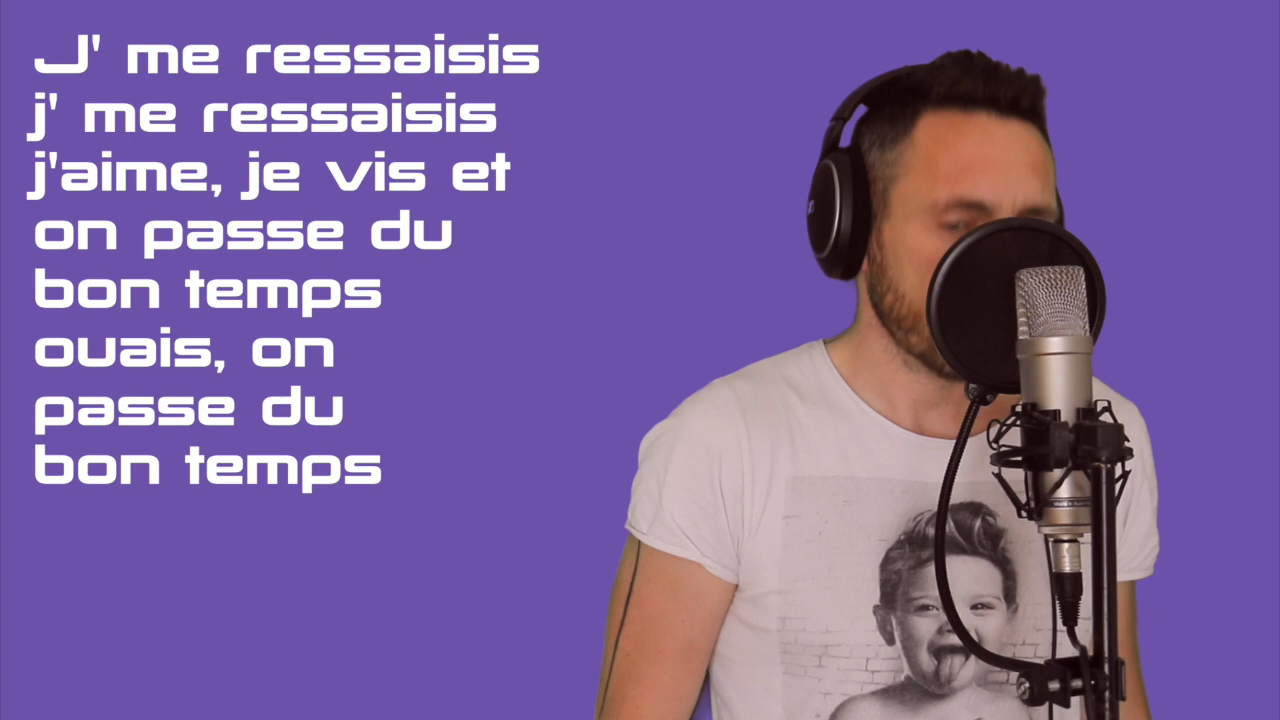 J' me ressaisis
j' me ressaisis
j'aime, je vis et
on passe du
bon temps
ouais, on
passe du
bon temps